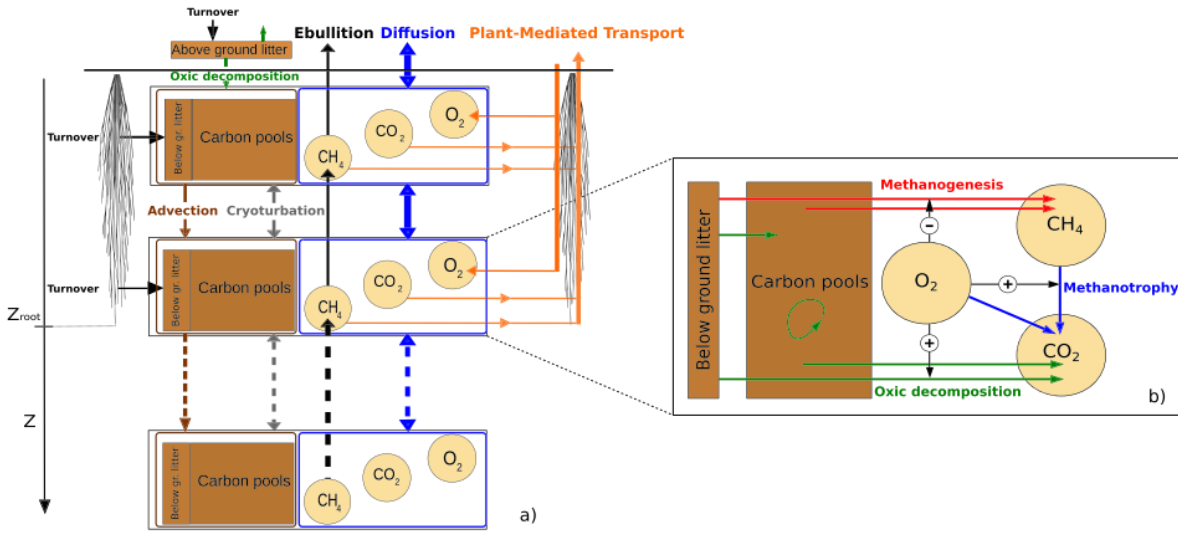 Turnover
Ebullition Diffusion Plant-Mediated Transport
Above ground litter
Oxic decomposition
Turnover
Below gr. litter
Carbon pools
CH4
CO2
O2
Advection Cryoturbation
Turnover
Below gr. litter
Carbon pools
CH4
CO2
O2
Zroot
Z
Below gr. litter
Carbon pools
CH4
CO2
O2
a)
Below ground litter
Carbon pools
Methanogenesis
CH4
−
O2
+
Methanotrophy
+
CO2
Oxic decomposition
b)